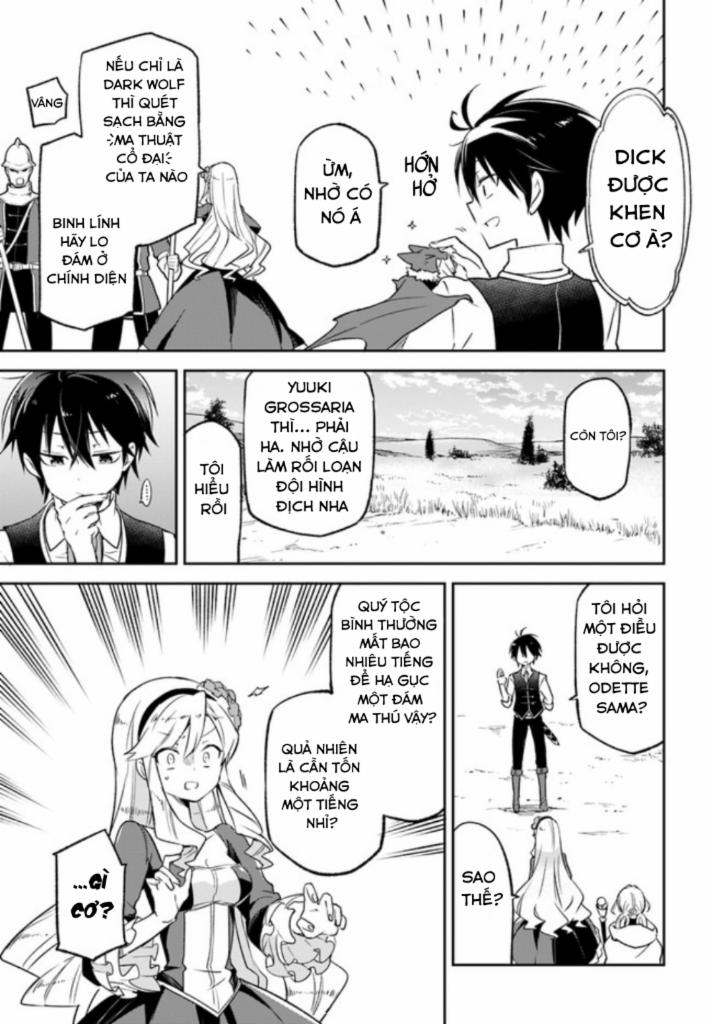 DICK
ĐƯỢC
KHEN
CƠ À?
HỚN
HỞ
ỪM,
NHỜ CÓ
NÓ Á
NẾU CHỈ LÀ
DARK WOLF
THÌ QUÉT
SẠCH BẰNG
MA THUẬT
CỔ ĐẠI
CỦA TA NÀO
BINH LÍNH
HÃY LO
ĐÁM Ở
CHÍNH DIỆN
VÂNG
CÒN TÔI?
YUUKI
GROSSARIA
THÌ... PHẢI
HA. NHỜ CẬU
LÀM RỐI LOẠN
ĐỘI HÌNH
ĐỊCH NHA
TÔI
HIỂU
RỒI
......
TÔI HỎI
MỘT ĐIỀU
ĐƯỢC
KHÔNG,
ODETTE
SAMA?
SAO
THẾ?
QUÝ TỘC
BÌNH THƯỜNG
MẤT BAO
NHIÊU TIẾNG
ĐỂ HẠ GỤC
MỘT ĐÁM
MA THÚ VẬY?
QUẢ NHIÊN
LÀ CẦN TỐN
KHOẢNG
MỘT TIẾNG
NHỈ?
...GÌ
CƠ?